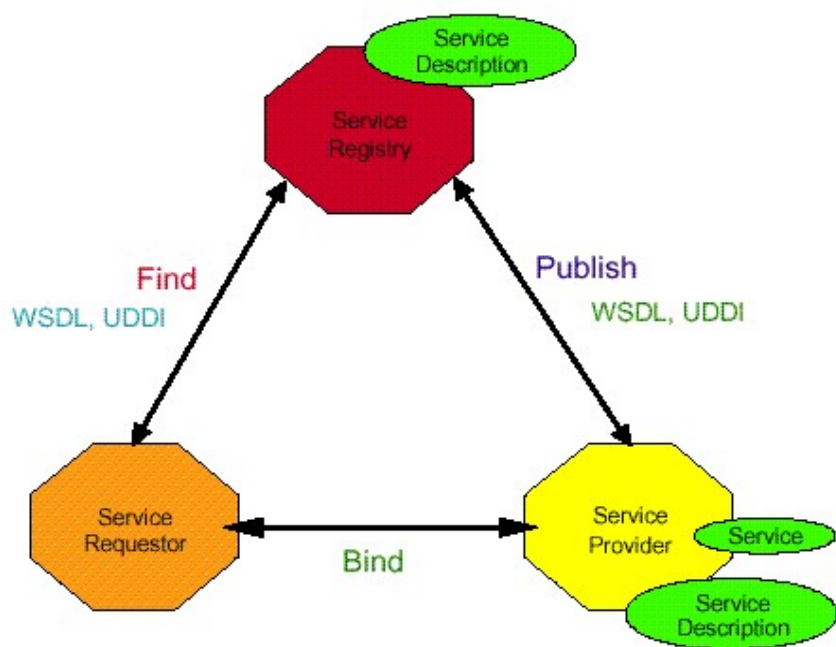 Service
Description
Service
Registry
Find
Publish
WSDL, UDDI
WSDL, UDDI
Service
Requestor
Bind
Service
Provider
Service
Service
Description